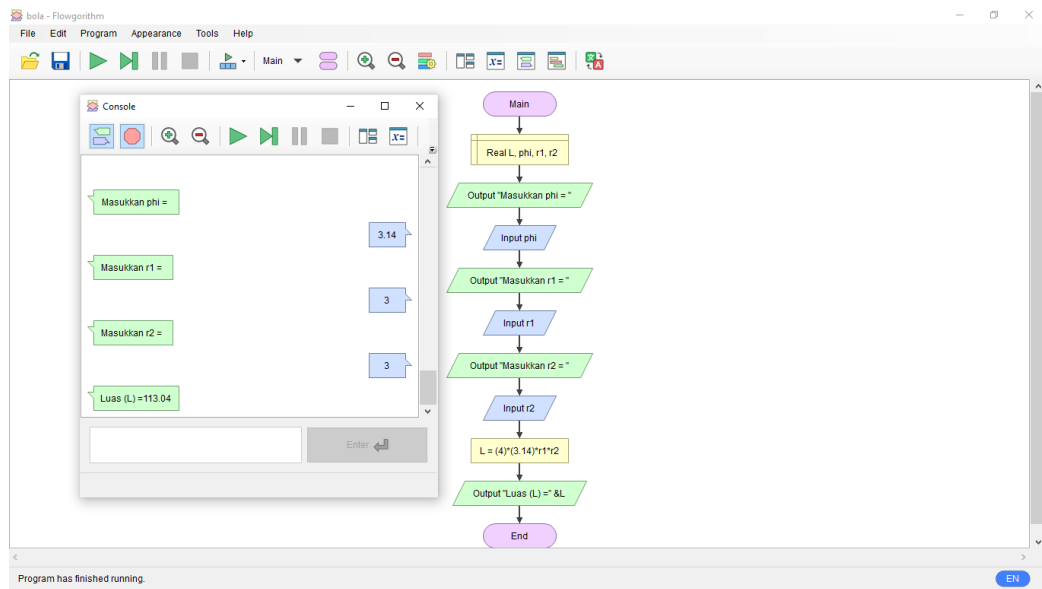 bola - Flowgorithm
File Edit Program Appearance Tools Help
Main
x=
Console
x=
Masukkan phi =
3.14
Masukkan r1 =
3
Masukkan r2 =
3
Luas (L) =113.04
Enter
Main
Real L, phi, r1, r2
Output "Masukkan phi = "
Input phi
Output "Masukkan r1 = "
Input r1
Output "Masukkan r2 = "
Input r2
L = (4)*(3.14)*r1*r2
Output "Luas (L) =" &L
End
Program has finished running.
EN